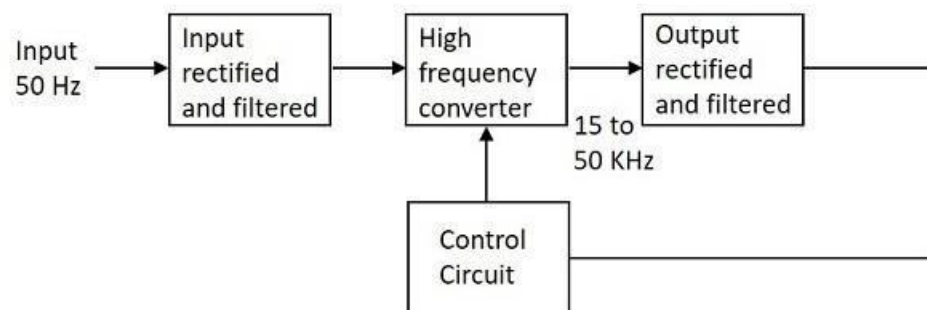 Input
50 Hz
Input
rectified
and filtered
High
frequency
converter
15 to
50 KHz
Output
rectified
and filtered
Control
Circuit